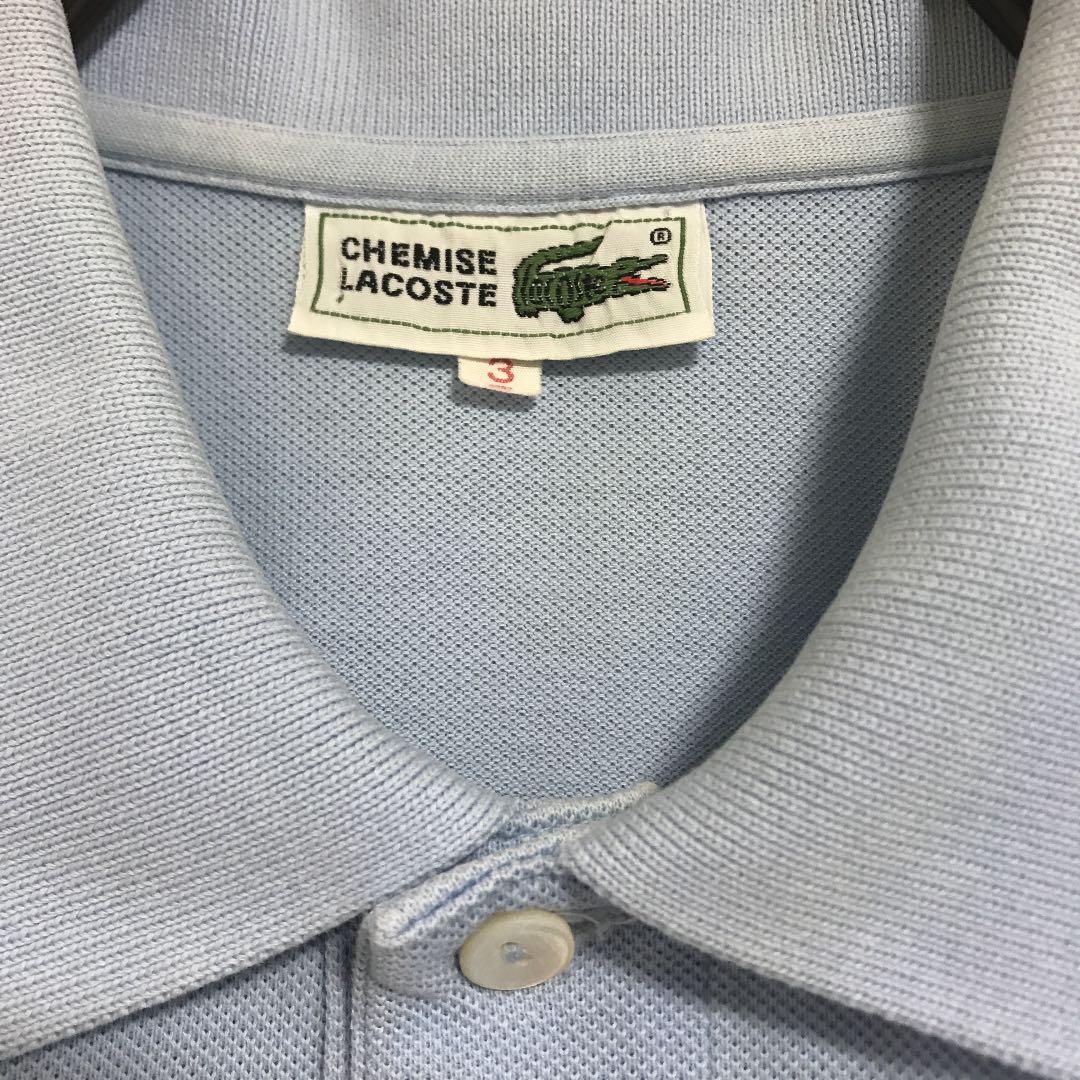 CHEMISE
LACOSTE
®
3